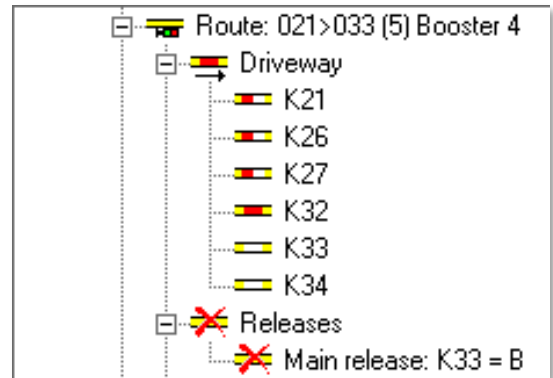 Route: 021>033 (5) Booster 4
Driveway
K21
K26
K27
K32
K33
K34
Releases
Main release: K33 = B